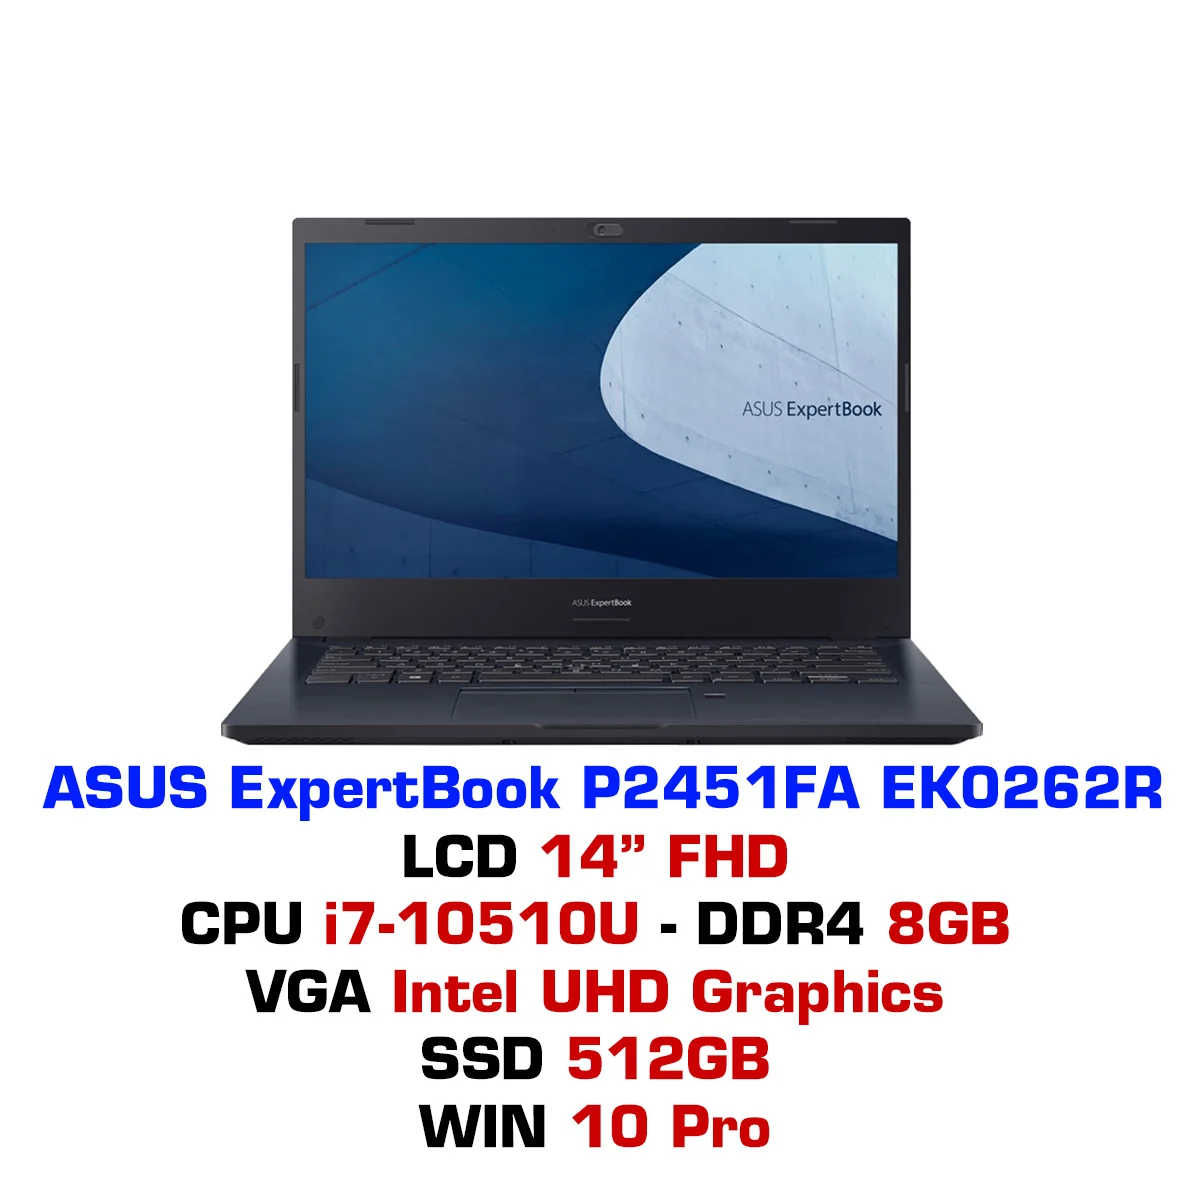 ASUS ExpertBook
ASUS ExpertBook
ASUS ExpertBook P2451FA EK0262R
LCD 14” FHD
CPU i7-10510U - DDR4 8GB
VGA Intel UHD Graphics
SSD 512GB
WIN 10 Pro